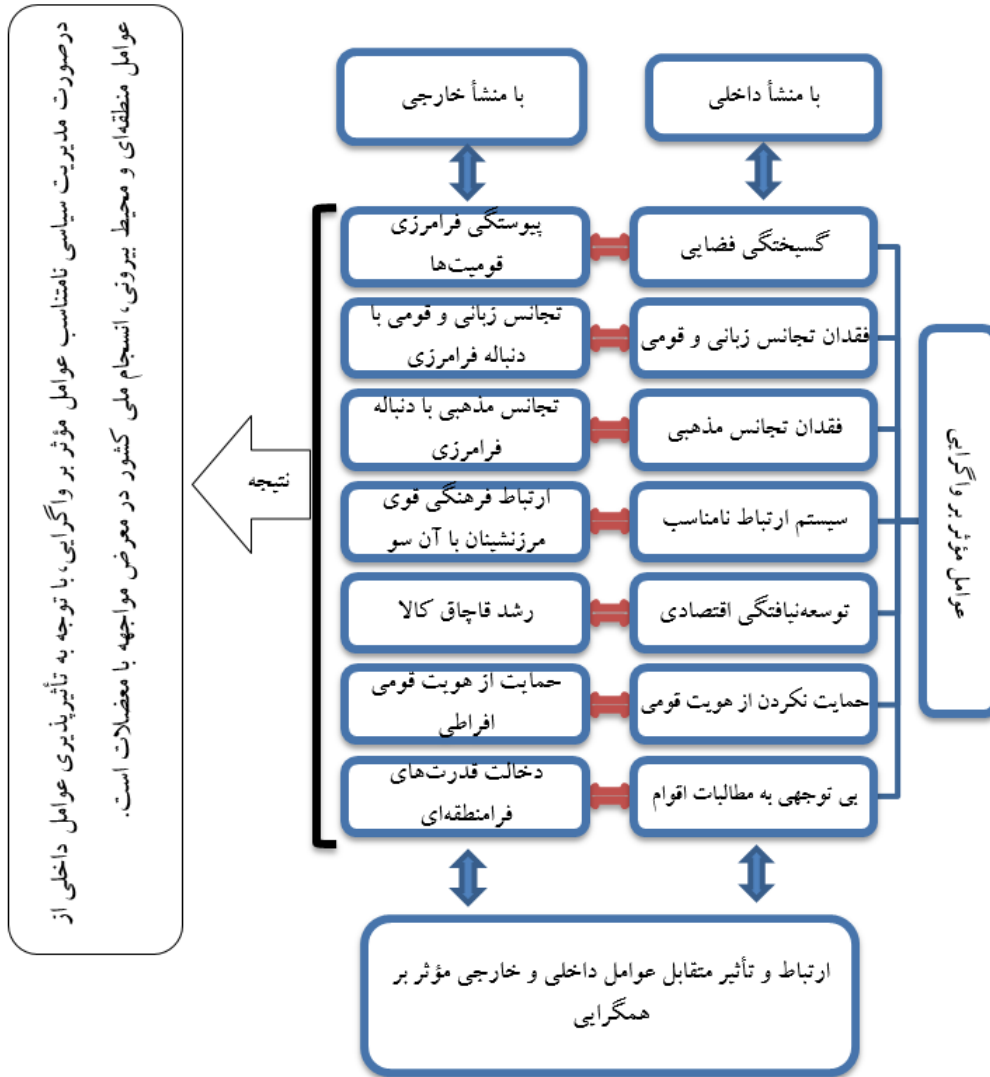 عوامل مؤثر بر واگرایی
با منشأ داخلی
با منشأ خارجی
گسیختگی فضایی
پیوستگی فرامرزی
قومیت‌ها
فقدان تجانس زبانی و قومی
تجانس زبانی و قومی با
دنباله فرامرزی
فقدان تجانس مذهبی
تجانس مذهبی با دنباله
فرامرزی
سیستم ارتباط نامناسب
ارتباط فرهنگی قوی
مرزنشینان با آن سو
توسعه‌نیافتگی اقتصادی
رشد قاچاق کالا
حمایت نکردن از هویت قومی
حمایت از هویت قومی
افراطی
بی توجهی به مطالبات اقوام
دخالت قدرت‌های
فرامنطقه‌ای
ارتباط و تأثیر متقابل عوامل داخلی و خارجی مؤثر بر
همگرایی
نتیجه
درصورت مدیریت سیاسی نامتناسب عوامل مؤثر بر واگرایی، با توجه به تأثیرپذیری عوامل داخلی از
عوامل منطقه‌ای و محیط بیرونی، انسجام ملی کشور در معرض مواجهه با معضلات است.